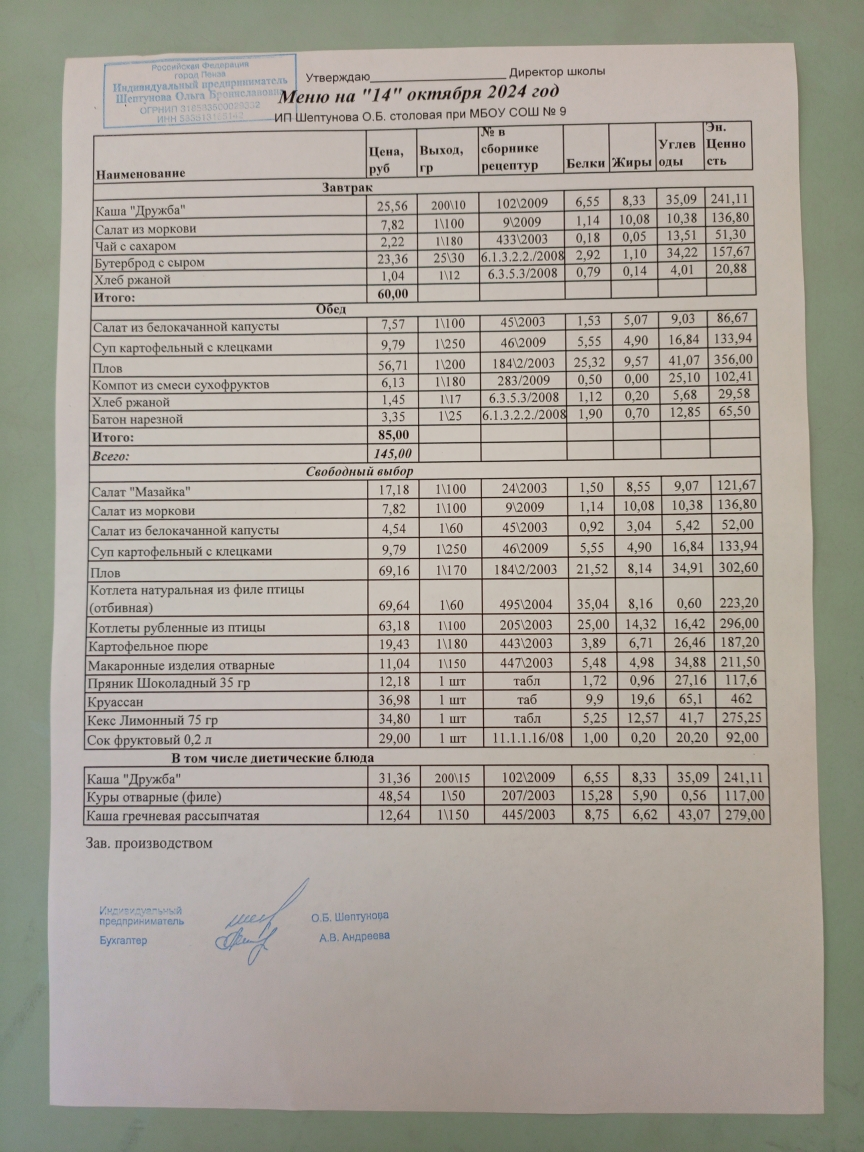 Российская Федерация
город Пенза
Индивидуальный предприниматель
Шептунова Ольга Брониславовна
ОГРНИП
ИНН
Утверждаю_____________________ Директор школы
Меню на "14" октября 2024 год
ИП Шептунова О.Б. столовая при МБОУ СОШ № 9
Наименование Цена, руб Выход, гр № в сборнике рецептур Белки Жиры Углев оды Эн. Ценно сть
Завтрак
Каша "Дружба" 25,56 200\10 102\2009 6,55 8,33 35,09 241,11
Салат из моркови 7,82 1\100 9\2009 1,14 10,08 10,38 136,80
Чай с сахаром 2,22 1\180 433\2003 0,18 0,05 13,51 51,30
Бутерброд с сыром 23,36 25\30 6.1.3.2.2./2008 2,92 1,10 34,22 157,67
Хлеб ржаной 1,04 1\12 6.3.5.3/2008 0,79 0,14 4,01 20,88
Итого: 60,00
Обед
Салат из белокачанной капусты 7,57 1\100 45\2003 1,53 5,07 9,03 86,67
Суп картофельный с клецками 9,79 1\250 46\2009 5,55 4,90 16,84 133,94
Плов 56,71 1\200 184\2/2003 25,32 9,57 41,07 356,00
Компот из смеси сухофруктов 6,13 1\180 283/2009 0,50 0,00 25,10 102,41
Хлеб ржаной 1,45 1\17 6.3.5.3/2008 1,12 0,20 5,68 29,58
Батон нарезной 3,35 1\25 6.1.3.2.2./2008 1,90 0,70 12,85 65,50
Итого: 85,00
Всего: 145,00
Свободный выбор
Салат "Мазайка" 17,18 1\100 24\2003 1,50 8,55 9,07 121,67
Салат из моркови 7,82 1\100 9\2009 1,14 10,08 10,38 136,80
Салат из белокачанной капусты 4,54 1\60 45\2003 0,92 3,04 5,42 52,00
Суп картофельный с клецками 9,79 1\250 46\2009 5,55 4,90 16,84 133,94
Плов 69,16 1\170 184\2/2003 21,52 8,14 34,91 302,60
Котлета натуральная из филе птицы
(отбивная) 69,64 1\60 495\2004 35,04 8,16 0,60 223,20
Котлеты рубленные из птицы 63,18 1\100 205\2003 25,00 14,32 16,42 296,00
Картофельное пюре 19,43 1\180 443\2003 3,89 6,71 26,46 187,20
Макаронные изделия отварные 11,04 1\150 447\2003 5,48 4,98 34,88 211,50
Пряник Шоколадный 35 гр 12,18 1 шт табл 1,72 0,96 27,16 117,6
Круассан 36,98 1 шт таб 9,9 19,6 65,1 462
Кекс Лимонный 75 гр 34,80 1 шт табл 5,25 12,57 41,7 275,25
Сок фруктовый 0,2 л 29,00 1 шт 11.1.1.16/08 1,00 0,20 20,20 92,00
В том числе диетические блюда
Каша "Дружба" 31,36 200\15 102\2009 6,55 8,33 35,09 241,11
Куры отварные (филе) 48,54 1\50 207/2003 15,28 5,90 0,56 117,00
Каша гречневая рассыпчатая 12,64 1\150 445/2003 8,75 6,62 43,07 279,00
Зав. производством
Индивидуальный
предприниматель О.Б. Шептунова
Бухгалтер А.В. Андреева